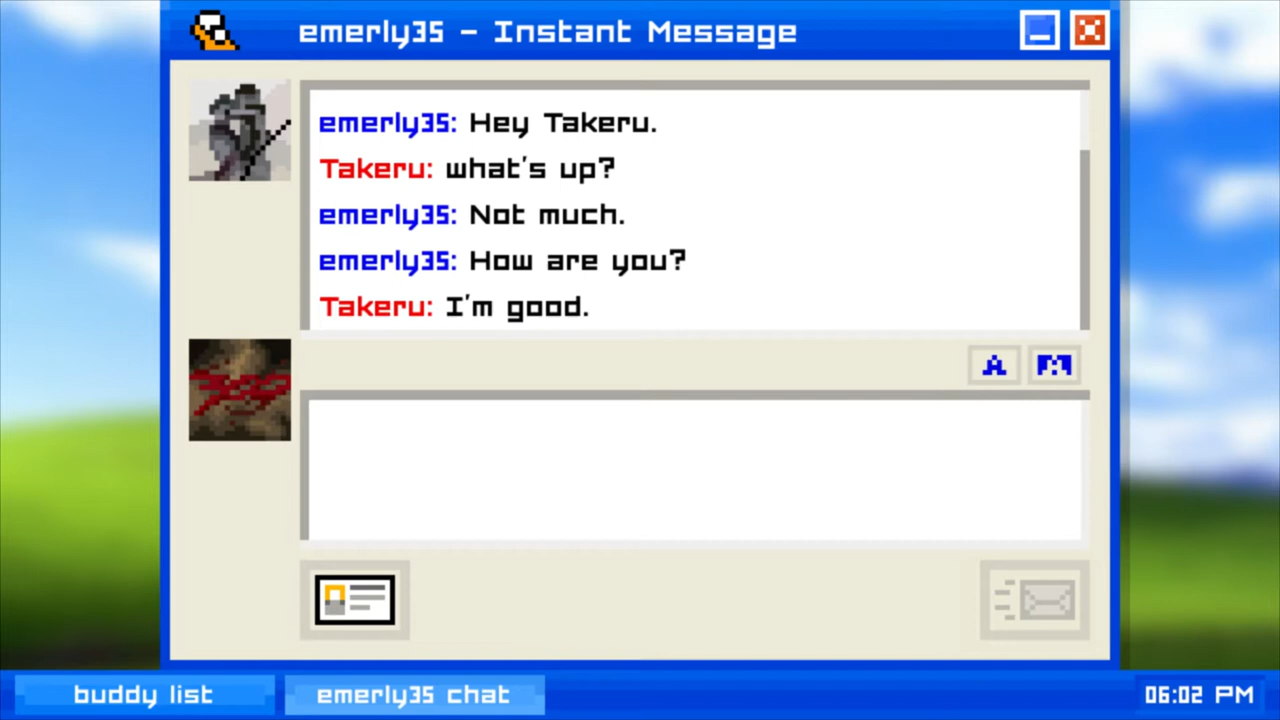 emerly35 - Instant Message
emerly35: Hey Takeru.
Takeru: what's up?
emerly35: Not much.
emerly35: How are you?
Takeru: I'm good.
A
buddy list
emerly35 chat
06:02 PM